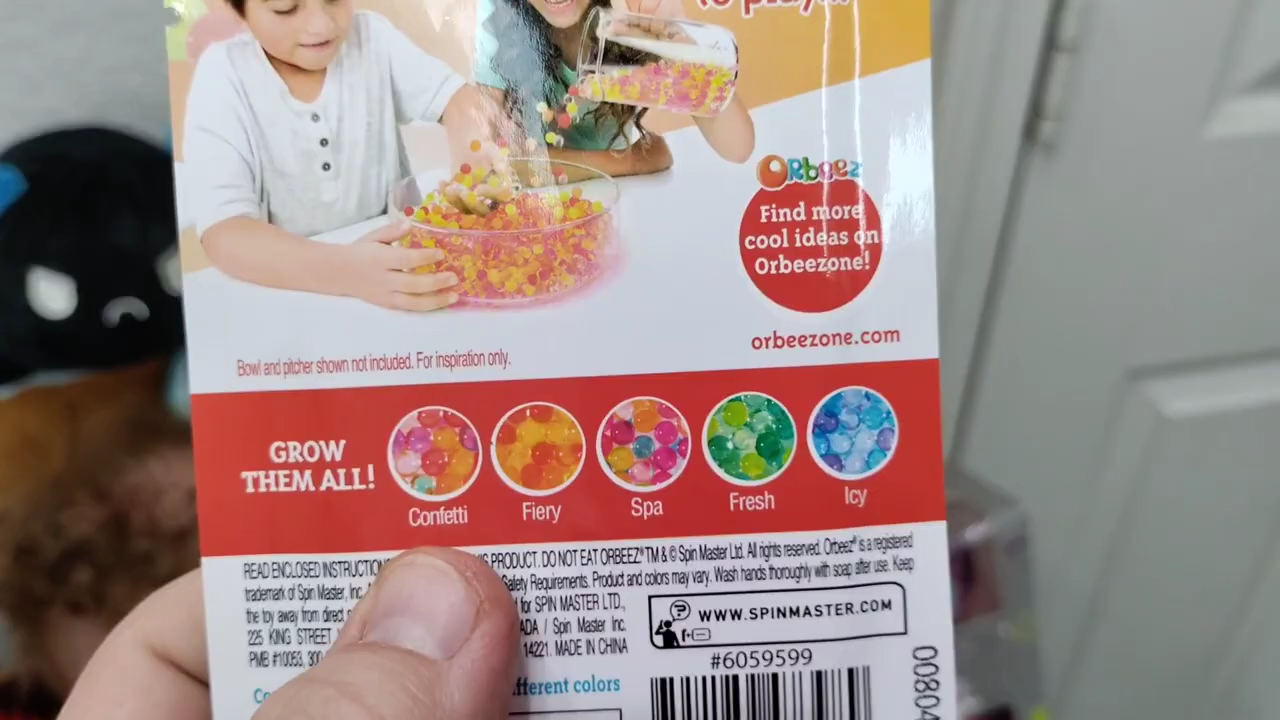 to play!
ORbeez
Find more
cool ideas on
Orbeezone!
orbeezone.com
Bowl and pitcher shown not included. For inspiration only.
GROW
THEM ALL!
Confetti
Fiery
Spa
Fresh
Icy
READ ENCLOSED PRODUCT. DO NOT EAT ORBEEZ® TM & © Spin Master Ltd. All rights reserved. Orbeez® is a registered
trademark of Spin Master, Inc. Safety Requirements. Product and colors may vary. Wash hands thoroughly with soap after use. Keep
the toy away from direct for SPIN MASTER LTD.,
225 KING STREET / Spin Master Inc.
PMB #10053, 14221. MADE IN CHINA
WWW.SPINMASTER.COM
#6059599
colors
00804